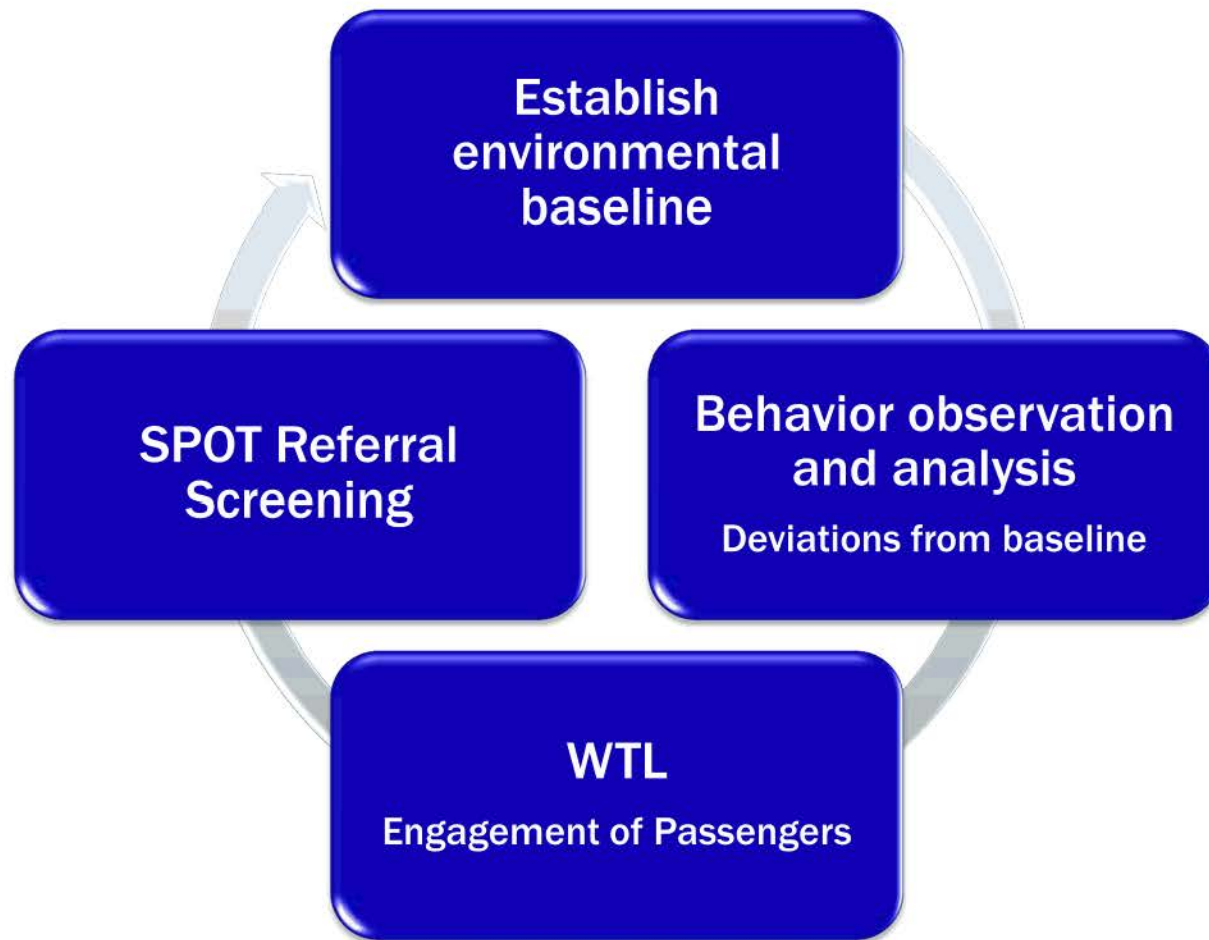 Establish
environmental
baseline
Behavior observation
and analysis
Deviations from baseline
WTL
Engagement of Passengers
SPOT Referral
Screening